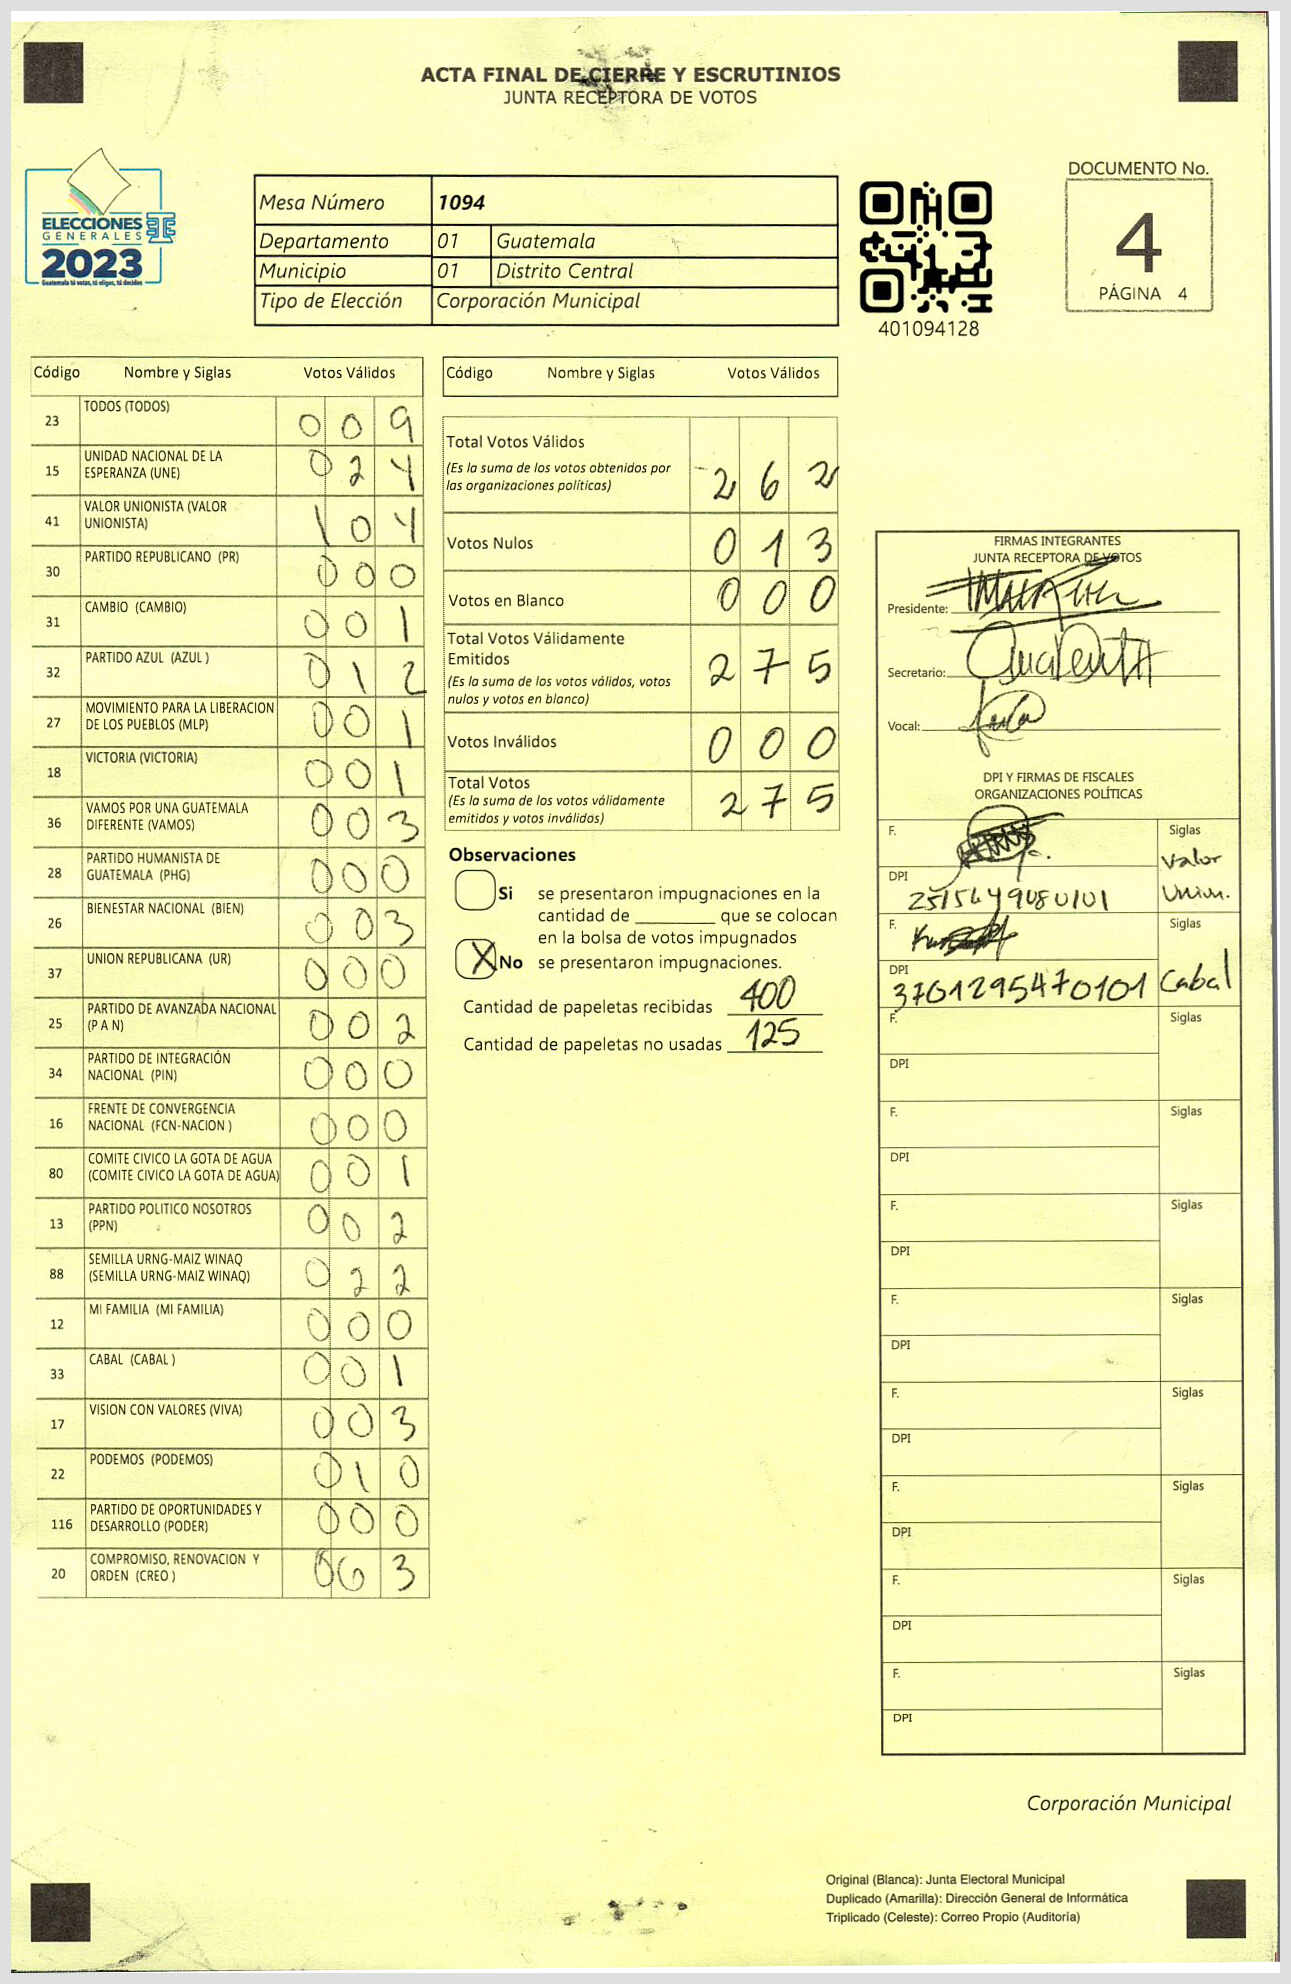 ACTA FINAL DE CIERRE Y ESCRUTINIOS
JUNTA RECEPTORA DE VOTOS
ELECCIONES
GENERALES
2023
Guatemala tú votas, tú eliges, tú decides
Mesa Número 1094
Departamento 01 Guatemala
Municipio 01 Distrito Central
Tipo de Elección Corporación Municipal
401094128
DOCUMENTO No.
4
PÁGINA 4
Código Nombre y Siglas Votos Válidos
23 TODOS (TODOS) 0 0 9
15 UNIDAD NACIONAL DE LA
ESPERANZA (UNE) 0 2 4
41 VALOR UNIONISTA (VALOR
UNIONISTA) 1 0 4
30 PARTIDO REPUBLICANO (PR) 0 0 0
31 CAMBIO (CAMBIO) 0 0 1
32 PARTIDO AZUL (AZUL ) 0 1 2
27 MOVIMIENTO PARA LA LIBERACION
DE LOS PUEBLOS (MLP) 0 0 1
18 VICTORIA (VICTORIA) 0 0 1
36 VAMOS POR UNA GUATEMALA
DIFERENTE (VAMOS) 0 0 3
28 PARTIDO HUMANISTA DE
GUATEMALA (PHG) 0 0 0
26 BIENESTAR NACIONAL (BIEN) 0 0 3
37 UNION REPUBLICANA (UR) 0 0 0
25 PARTIDO DE AVANZADA NACIONAL
(P A N) 0 0 2
34 PARTIDO DE INTEGRACIÓN
NACIONAL (PIN) 0 0 0
16 FRENTE DE CONVERGENCIA
NACIONAL (FCN-NACION ) 0 0 0
80 COMITE CIVICO LA GOTA DE AGUA
(COMITE CIVICO LA GOTA DE AGUA) 0 0 1
13 PARTIDO POLITICO NOSOTROS
(PPN) 0 0 2
88 SEMILLA URNG-MAIZ WINAQ
(SEMILLA URNG-MAIZ WINAQ) 0 2 2
12 MI FAMILIA (MI FAMILIA) 0 0 0
33 CABAL (CABAL ) 0 0 1
17 VISION CON VALORES (VIVA) 0 0 3
22 PODEMOS (PODEMOS) 0 1 0
116 PARTIDO DE OPORTUNIDADES Y
DESARROLLO (PODER) 0 0 0
20 COMPROMISO, RENOVACION Y
ORDEN (CREO ) 0 6 3
Código Nombre y Siglas Votos Válidos
Total Votos Válidos
(Es la suma de los votos obtenidos por
las organizaciones políticas) 2 6 2
Votos Nulos 0 1 3
Votos en Blanco 0 0 0
Total Votos Válidamente
Emitidos 2 7 5
(Es la suma de los votos válidos, votos
nulos y votos en blanco)
Votos Inválidos 0 0 0
Total Votos
(Es la suma de los votos válidamente
emitidos y votos inválidos) 2 7 5
Observaciones
Si se presentaron impugnaciones en la
cantidad de ________ que se colocan
en la bolsa de votos impugnados
X No se presentaron impugnaciones.
Cantidad de papeletas recibidas 400
Cantidad de papeletas no usadas 125
FIRMAS INTEGRANTES
JUNTA RECEPTORA DE VOTOS
Presidente:
Secretario:
Vocal:
DPI Y FIRMAS DE FISCALES
ORGANIZACIONES POLÍTICAS
F. Siglas
Valor
DPI Union.
F. Siglas
DPI 3701295470101 Cabal
F. Siglas
DPI
F. Siglas
DPI
F. Siglas
DPI
F. Siglas
DPI
F. Siglas
DPI
F. Siglas
DPI
F. Siglas
DPI
F. Siglas
DPI
Corporación Municipal
Original (Blanca): Junta Electoral Municipal
Duplicado (Amarilla): Dirección General de Informática
Triplicado (Celeste): Correo Propio (Auditoría)